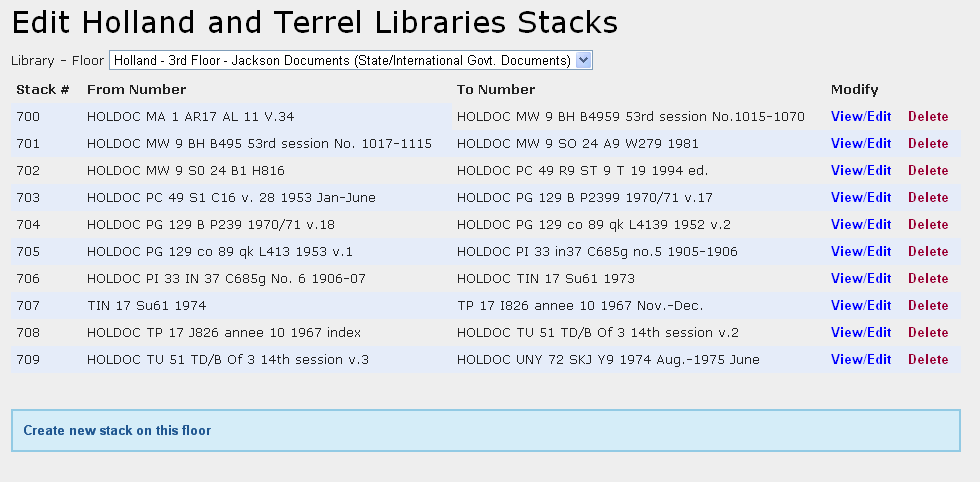 Edit Holland and Terrel Libraries Stacks
Library - Floor Holland - 3rd Floor - Jackson Documents (State/International Govt. Documents)
Stack # From Number To Number Modify
700 HOLDOC MA 1 AR17 AL 11 V.34 HOLDOC MW 9 BH B4959 53rd session No.1015-1070 View/Edit Delete
701 HOLDOC MW 9 BH B495 53rd session No. 1017-1115 HOLDOC MW 9 SO 24 A9 W279 1981 View/Edit Delete
702 HOLDOC MW 9 S0 24 B1 H816 HOLDOC PC 49 R9 ST 9 T 19 1994 ed. View/Edit Delete
703 HOLDOC PC 49 S1 C16 v. 28 1953 Jan-June HOLDOC PG 129 B P2399 1970/71 v.17 View/Edit Delete
704 HOLDOC PG 129 B P239 1970/71 v.18 HOLDOC PG 129 co 89 qk L4139 1952 v.2 View/Edit Delete
705 HOLDOC PG 129 co 89 qk L413 1953 v.1 HOLDOC PI 33 in37 C685g no.5 1905-1906 View/Edit Delete
706 HOLDOC PI 33 IN 37 C685g No. 6 1906-07 HOLDOC TIN 17 Su61 1973 View/Edit Delete
707 TIN 17 Su61 1974 TP 17 I826 annee 10 1967 Nov.-Dec. View/Edit Delete
708 HOLDOC TP 17 J826 annee 10 1967 index HOLDOC TU 51 TD/B Of 3 14th session v.2 View/Edit Delete
709 HOLDOC TU 51 TD/B Of 3 14th session v.3 HOLDOC UNY 72 SKJ Y9 1974 Aug.-1975 June View/Edit Delete
Create new stack on this floor